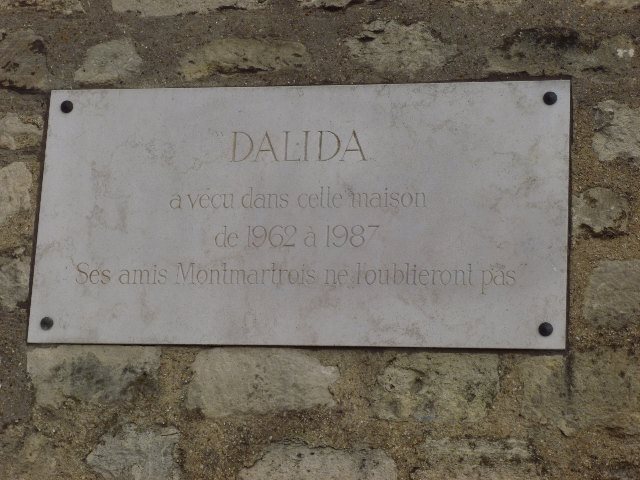 DALIDA
a vécu dans cette maison
de 1962 à 1987
Ses amis Montmartrois ne l'oublieront pas